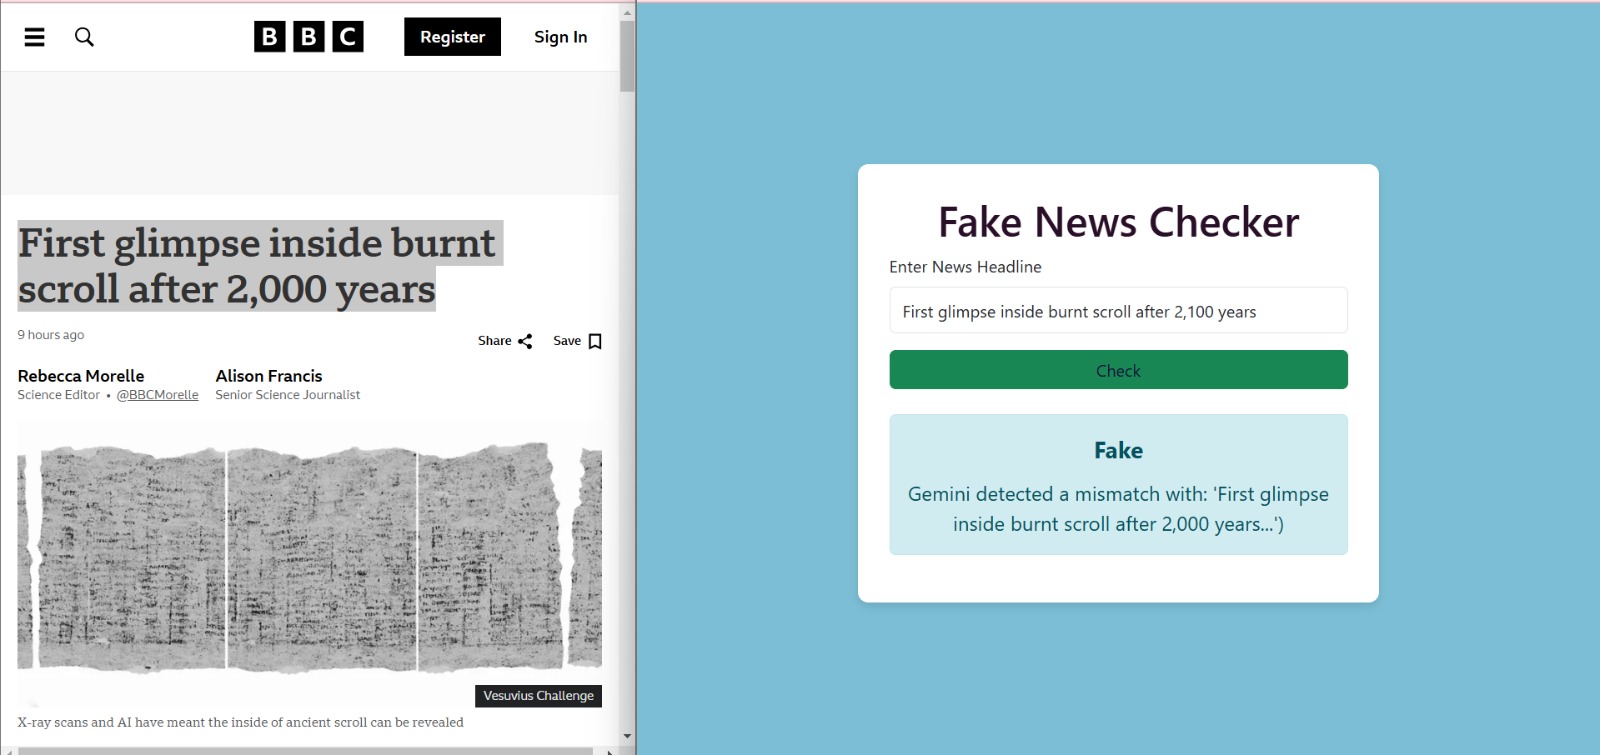 BBC
Register
Sign In
First glimpse inside burnt
scroll after 2,000 years
9 hours ago
Share
Save
Rebecca Morelle
Science Editor • @BBCMorelle
Alison Francis
Senior Science Journalist
Vesuvius Challenge
X-ray scans and AI have meant the inside of ancient scroll can be revealed
Fake News Checker
Enter News Headline
First glimpse inside burnt scroll after 2,100 years
Check
Fake
Gemini detected a mismatch with: 'First glimpse
inside burnt scroll after 2,000 years...')